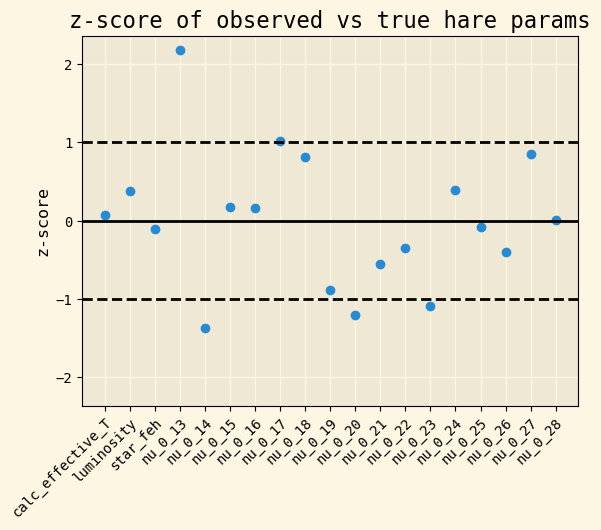 z-score of observed vs true hare params
z-score
2
1
0
−1
−2
calc_effective_T
luminosity
star_feh
nu_0_13
nu_0_14
nu_0_15
nu_0_16
nu_0_17
nu_0_18
nu_0_19
nu_0_20
nu_0_21
nu_0_22
nu_0_23
nu_0_24
nu_0_25
nu_0_26
nu_0_27
nu_0_28